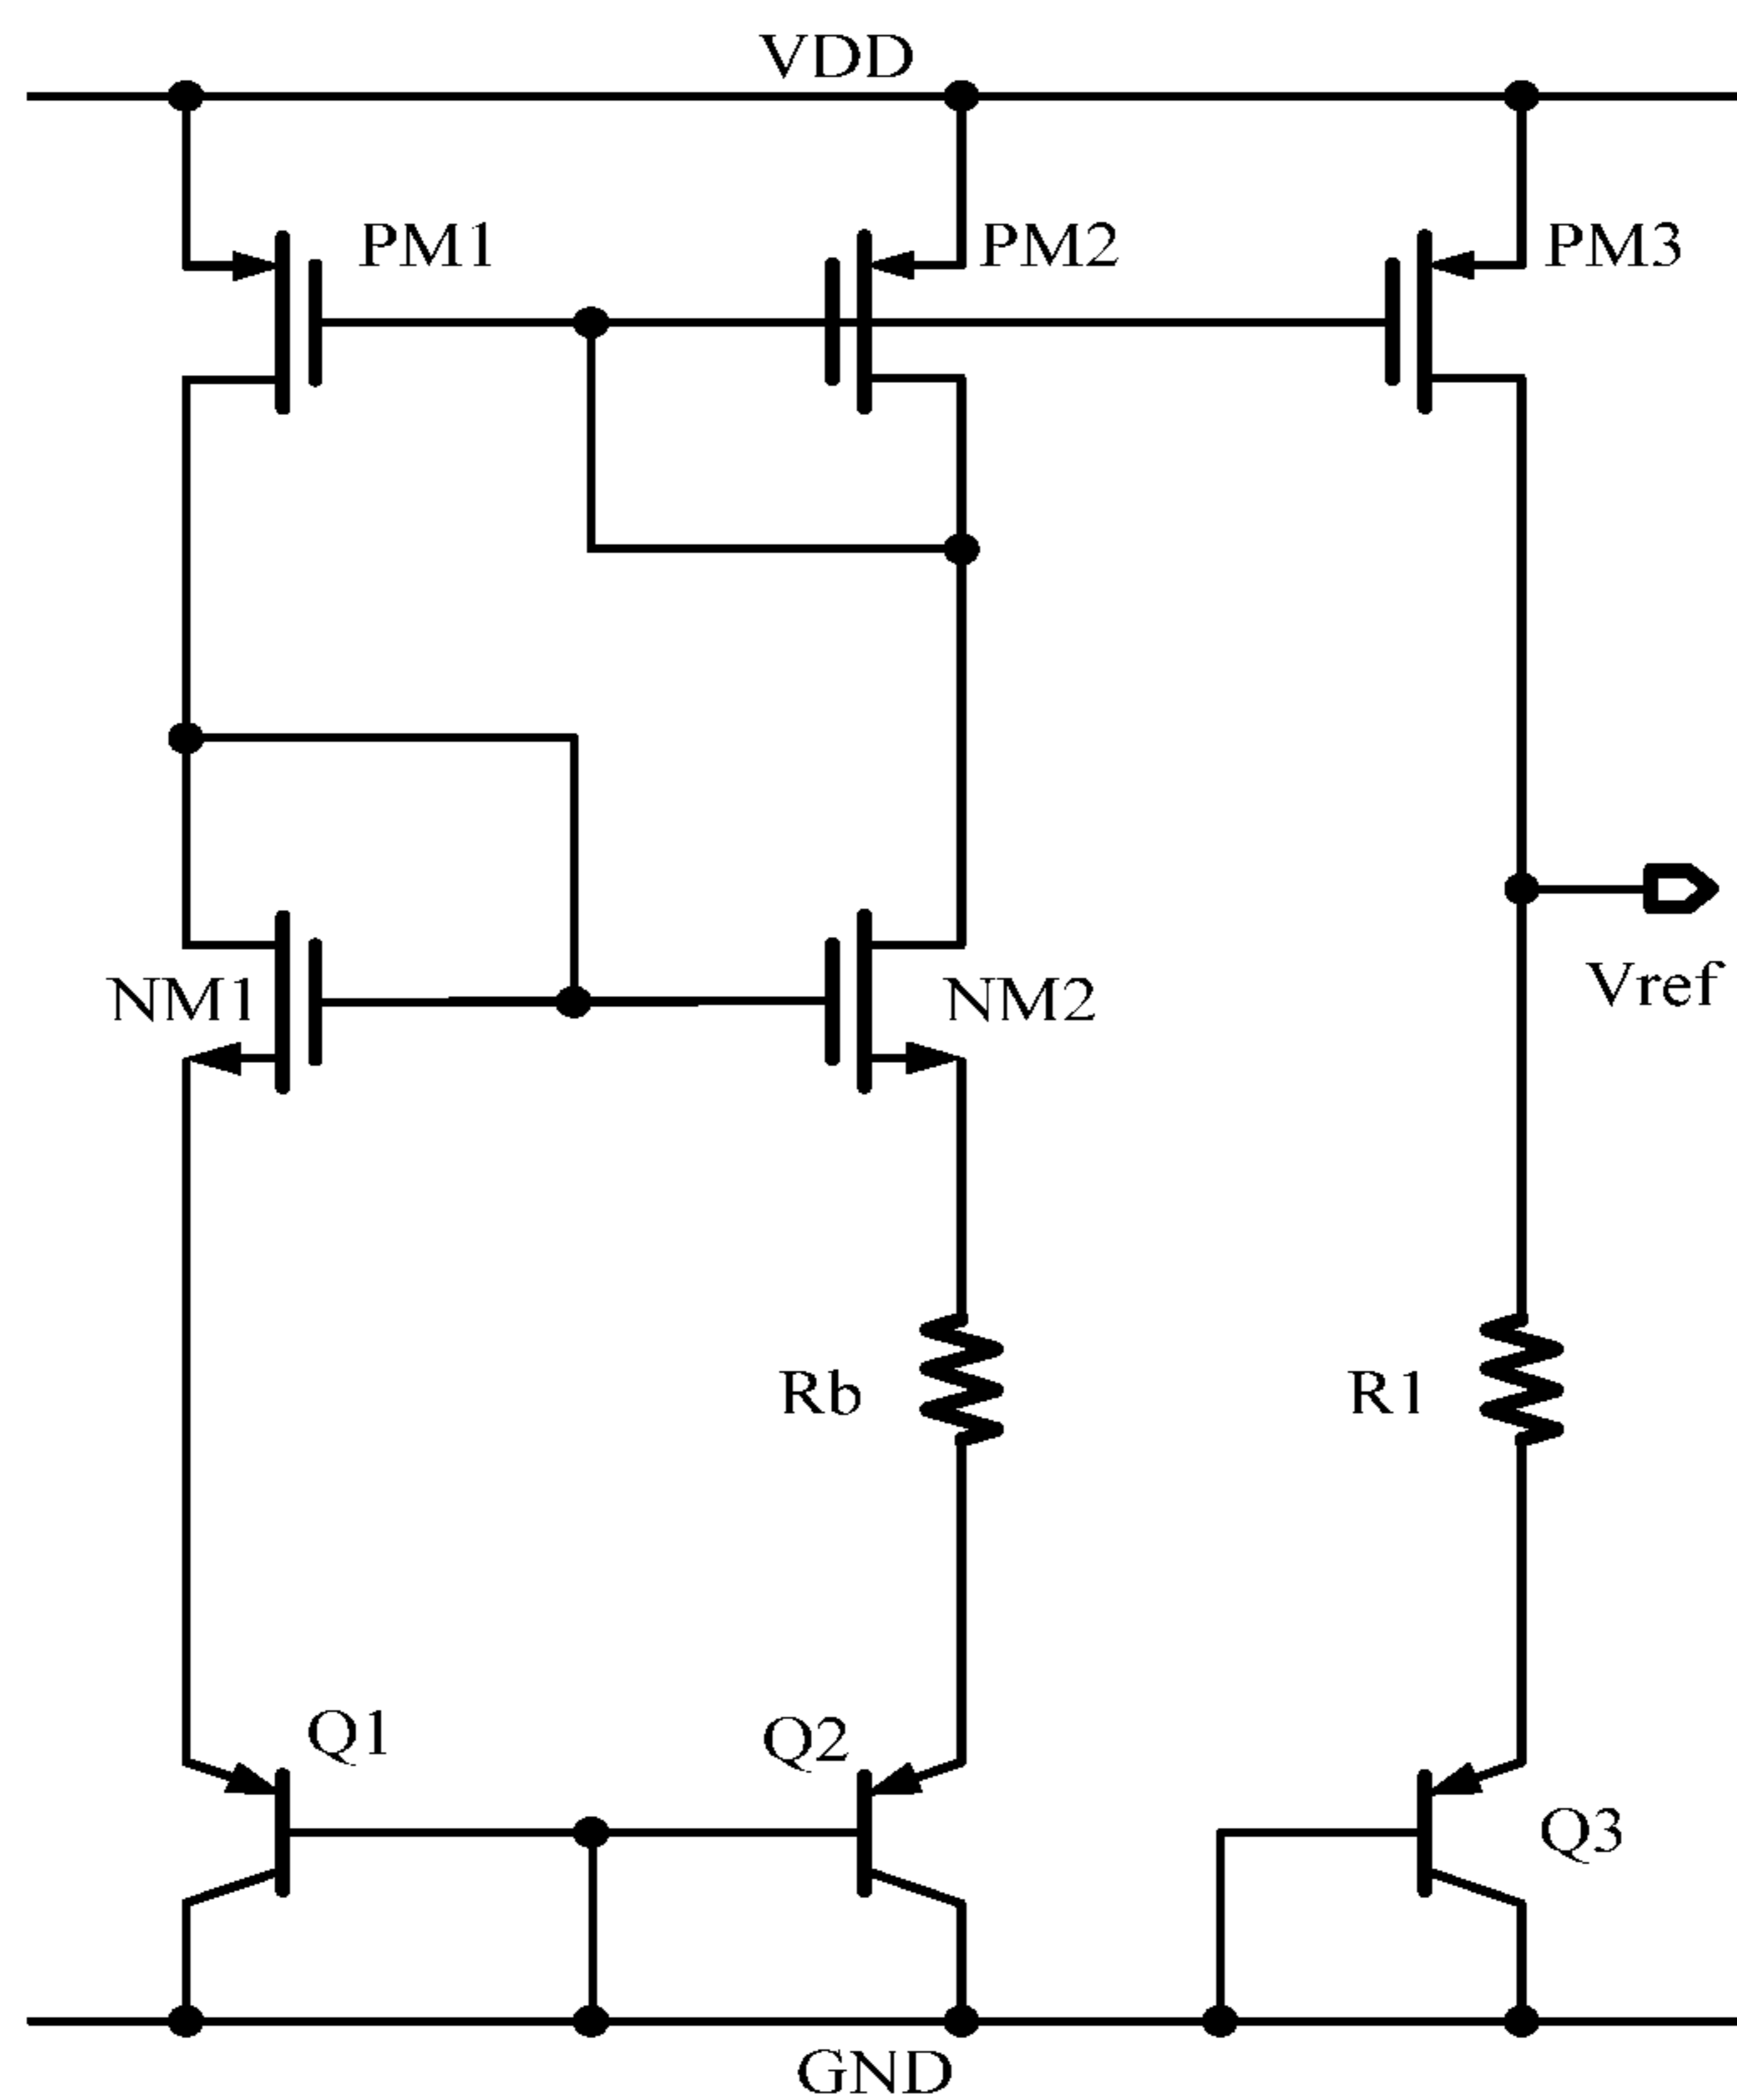 VDD
PM1
PM2
PM3
NM1
NM2
Vref
Rb
R1
Q1
Q2
Q3
GND